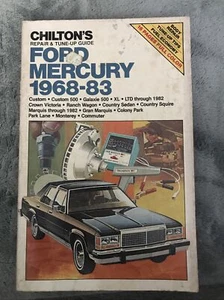 CHILTON'S
REPAIR & TUNE-UP GUIDE
FORD
MERCURY
1968-83
Custom • Custom 500 • Galaxie 500 • XL • LTD through 1982
Crown Victoria • Ranch Wagon • Country Sedan • Country Squire
Marquis through 1982 • Gran Marquis • Colony Park
Park Lane • Monterey • Commuter